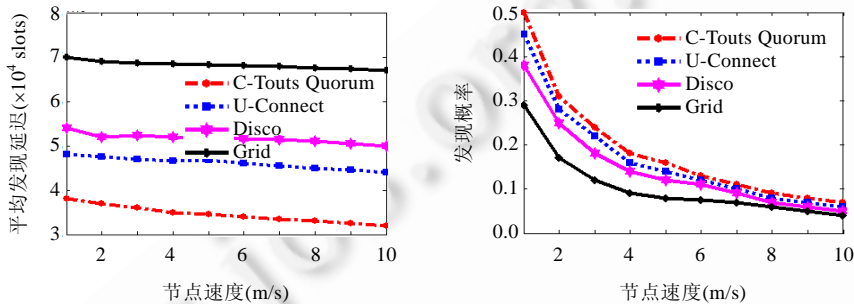 平均发现延迟(×10⁴ slots)
8
7
6
5
4
3
C-Touts Quorum
U-Connect
Disco
Grid
2 4 6 8 10
节点速度(m/s)
发现概率
0.5
0.4
0.3
0.2
0.1
0.0
C-Touts Quorum
U-Connect
Disco
Grid
2 4 6 8 10
节点速度(m/s)